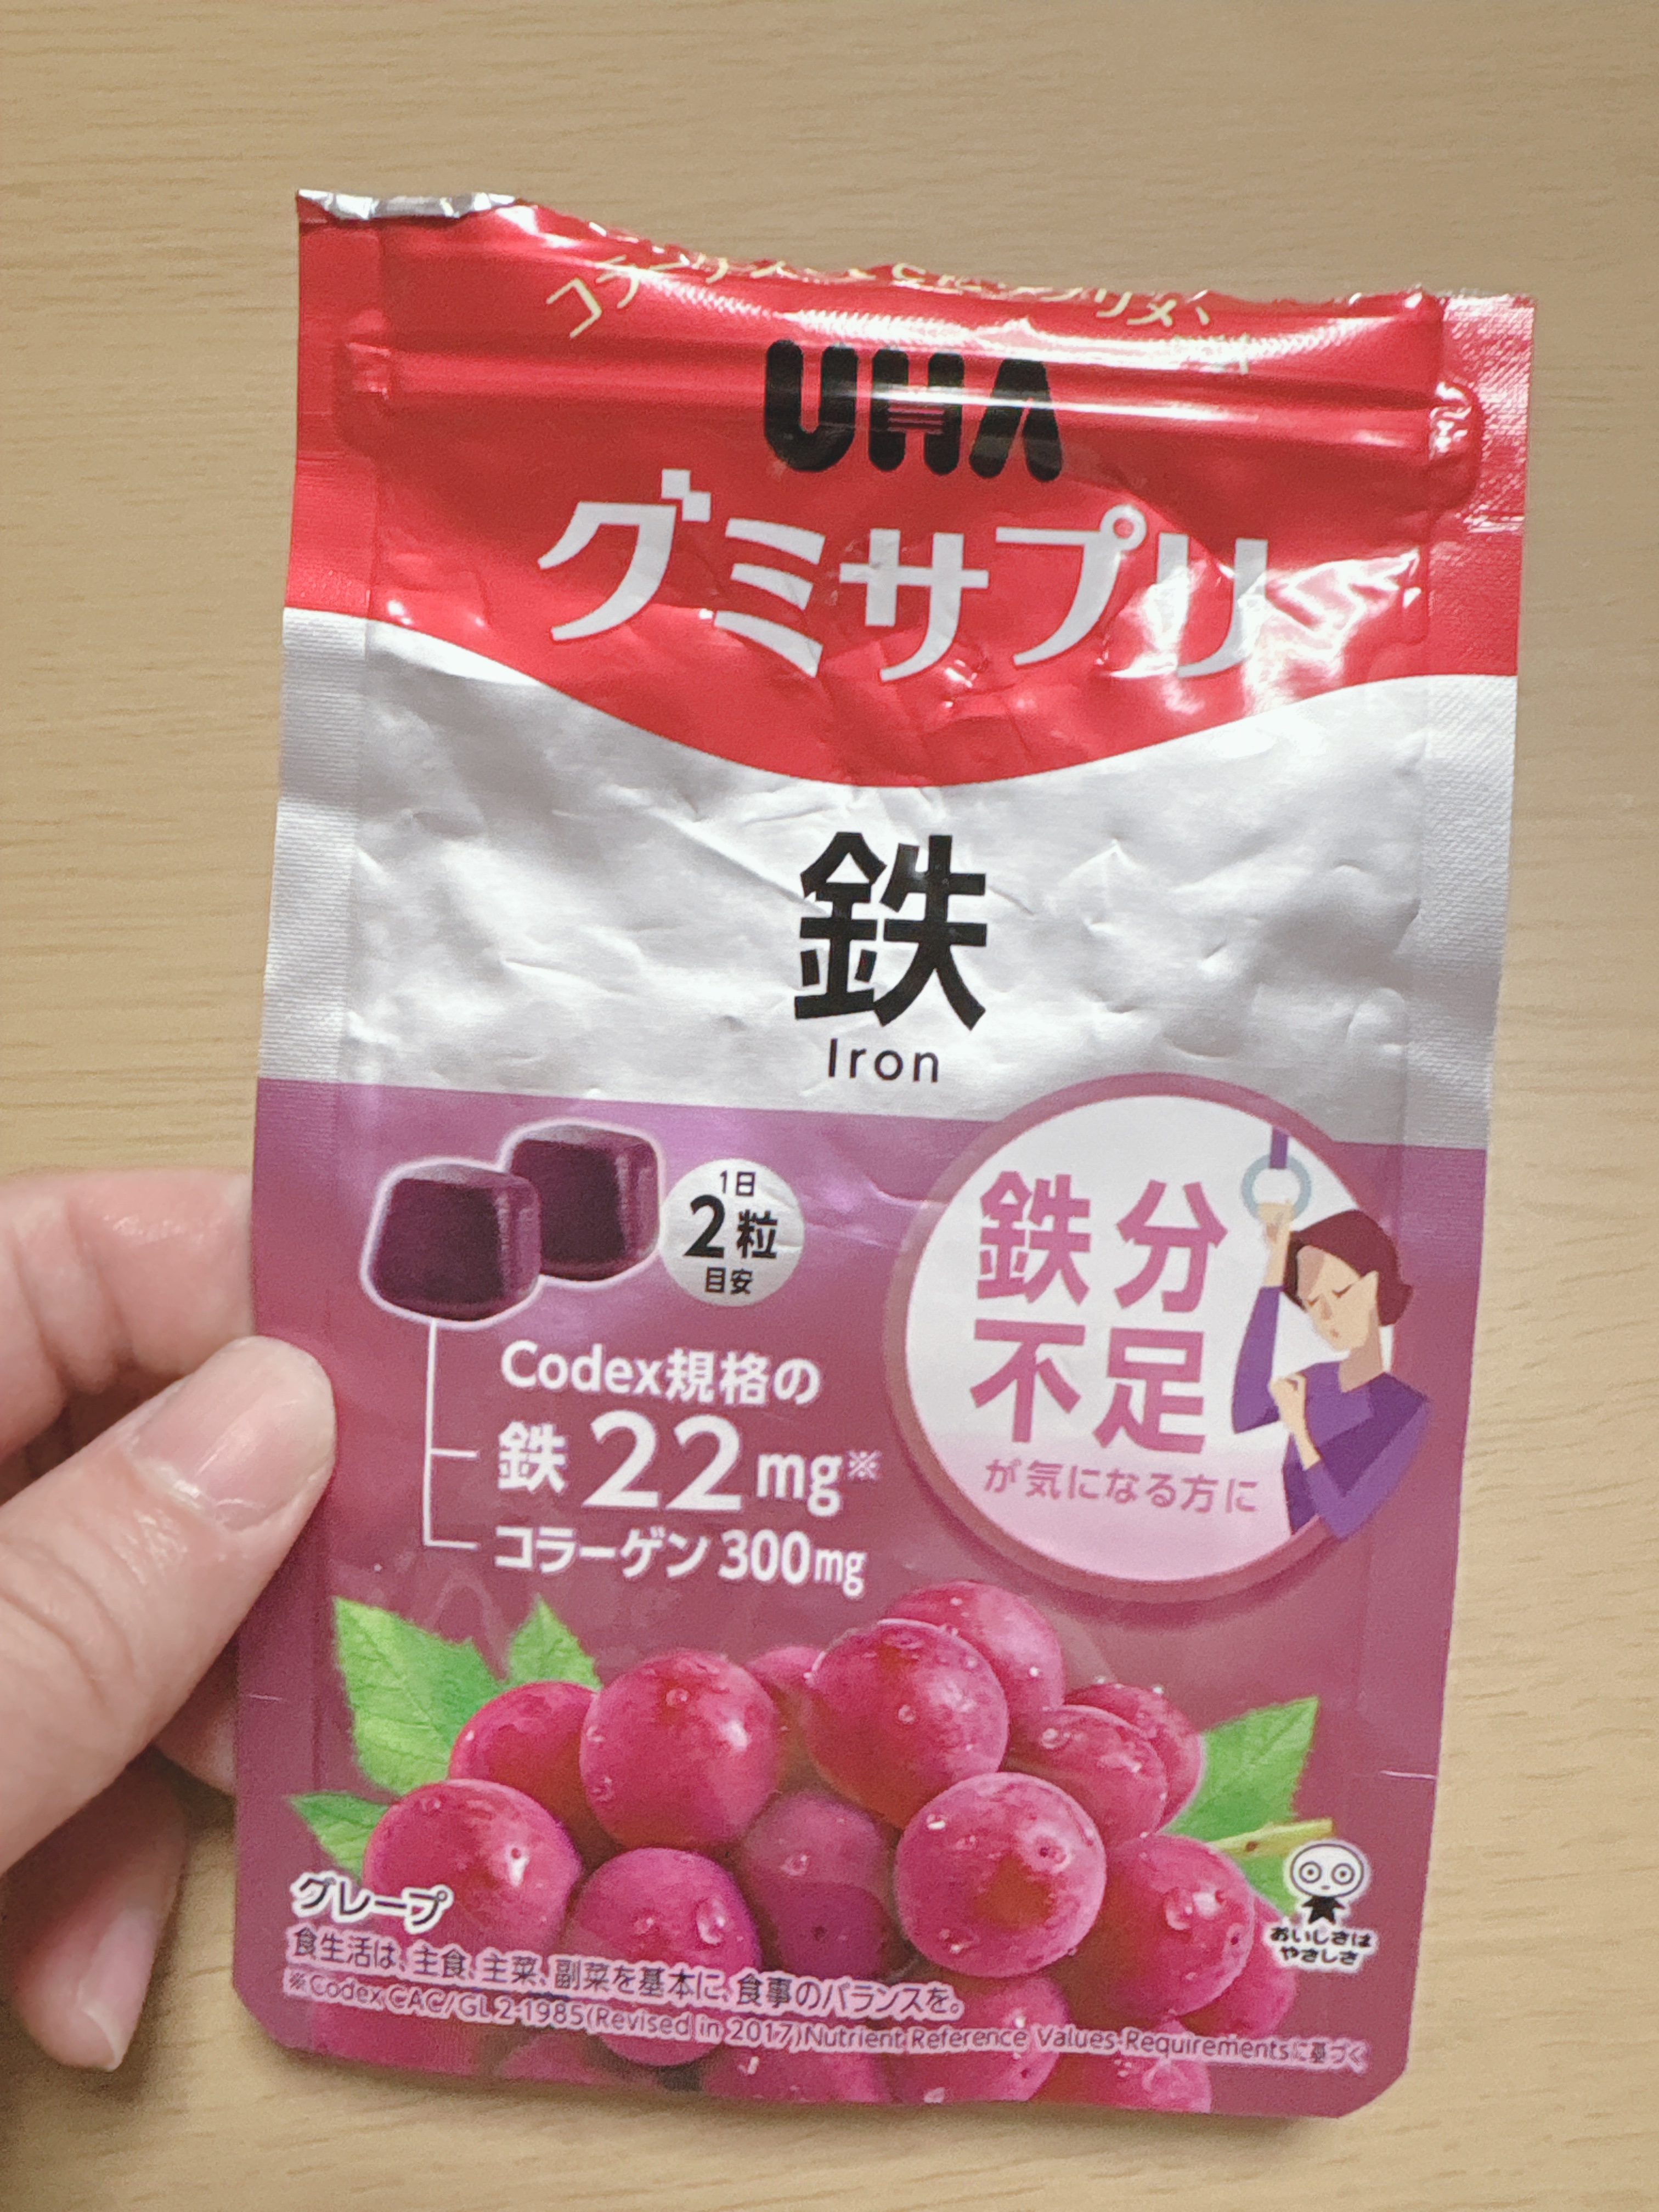 UHA
グミサプリ
鉄
Iron
1日
2粒
目安
鉄分
不足
が気になる方に
Codex規格の
鉄 22mg※
コラーゲン 300mg
グレープ
おいしさは
やさしさ
食生活は、主食、主菜、副菜を基本に、食事のバランスを。
※Codex CAC/GL 2-1985(Revised in 2017)Nutrient Reference Values-Requirementsに基づく